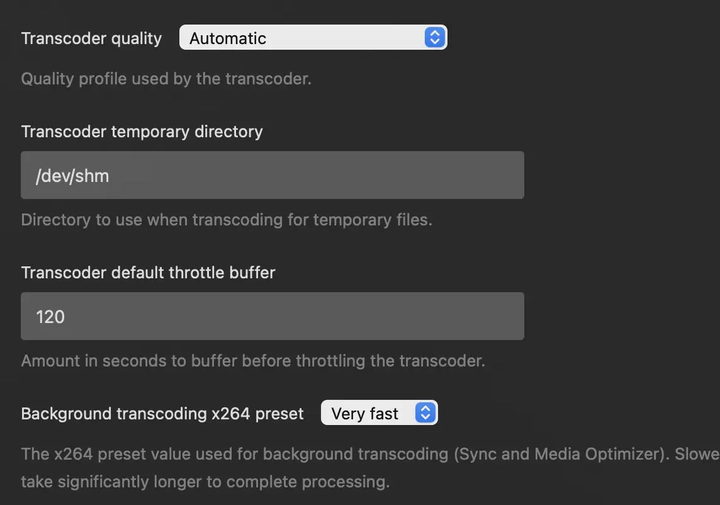 Transcoder quality Automatic
Quality profile used by the transcoder.
Transcoder temporary directory
/dev/shm
Directory to use when transcoding for temporary files.
Transcoder default throttle buffer
120
Amount in seconds to buffer before throttling the transcoder.
Background transcoding x264 preset Very fast
The x264 preset value used for background transcoding (Sync and Media Optimizer). Slowe
take significantly longer to complete processing.